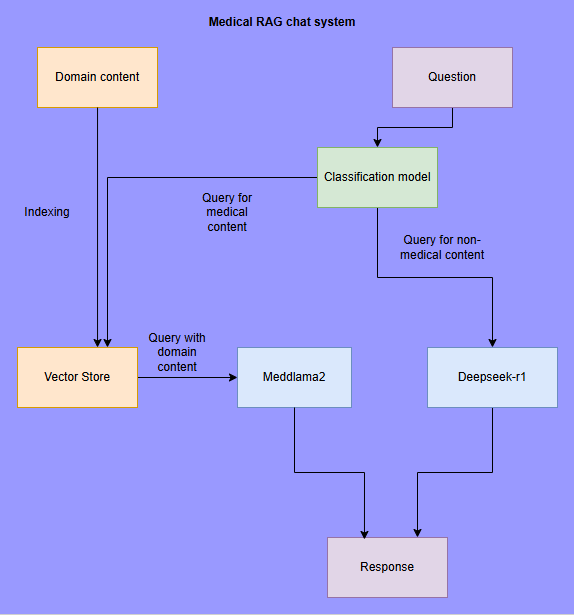 Medical RAG chat system
Domain content
Question
Classification model
Query for
medical
content
Indexing
Query for non-
medical content
Query with
domain
content
Vector Store
Meddlama2
Deepseek-r1
Response